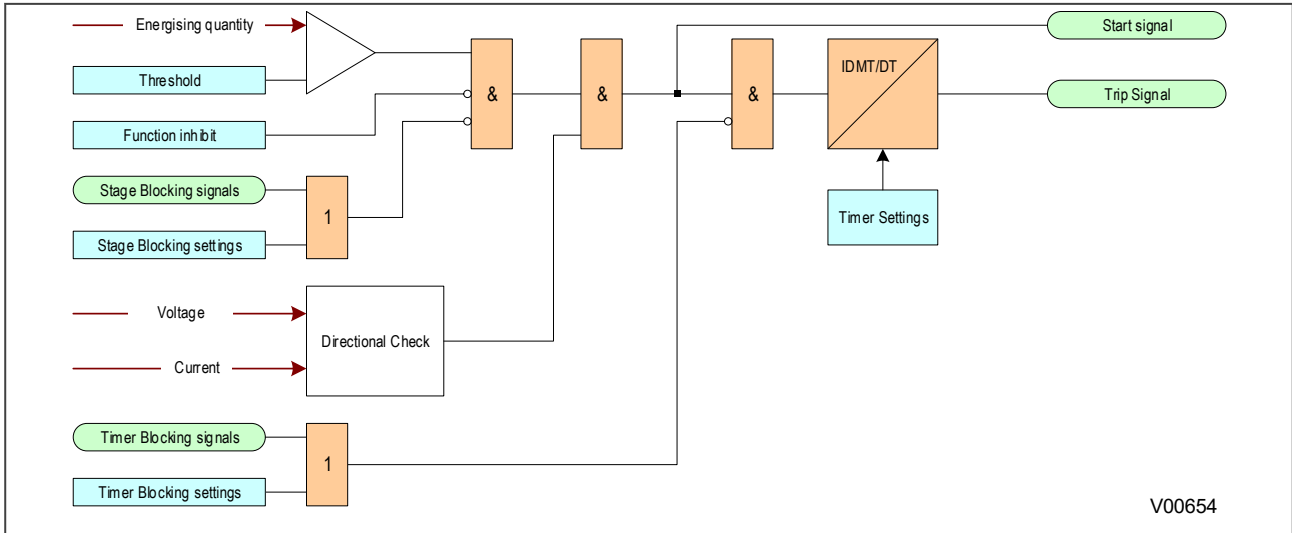 Energising quantity
Start signal
Threshold
&
&
&
IDMT/DT
Trip Signal
Function inhibit
Stage Blocking signals
1
Stage Blocking settings
Timer Settings
Voltage
Directional Check
Current
Timer Blocking signals
1
Timer Blocking settings
V00654